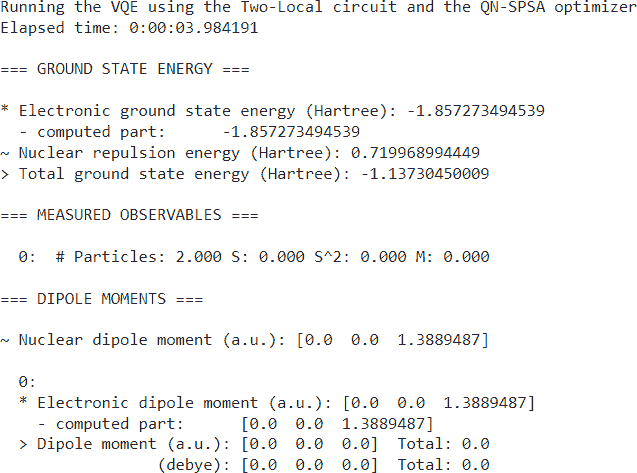 Running the VQE using the Two-Local circuit and the QN-SPSA optimizer
Elapsed time: 0:00:03.984191
=== GROUND STATE ENERGY ===
* Electronic ground state energy (Hartree): -1.857273494539
- computed part: -1.857273494539
~ Nuclear repulsion energy (Hartree): 0.719968994449
> Total ground state energy (Hartree): -1.13730450009
=== MEASURED OBSERVABLES ===
0: # Particles: 2.000 S: 0.000 S^2: 0.000 M: 0.000
=== DIPOLE MOMENTS ===
~ Nuclear dipole moment (a.u.): [0.0 0.0 1.3889487]
0:
* Electronic dipole moment (a.u.): [0.0 0.0 1.3889487]
- computed part: [0.0 0.0 1.3889487]
> Dipole moment (a.u.): [0.0 0.0 0.0] Total: 0.0
(debye): [0.0 0.0 0.0] Total: 0.0